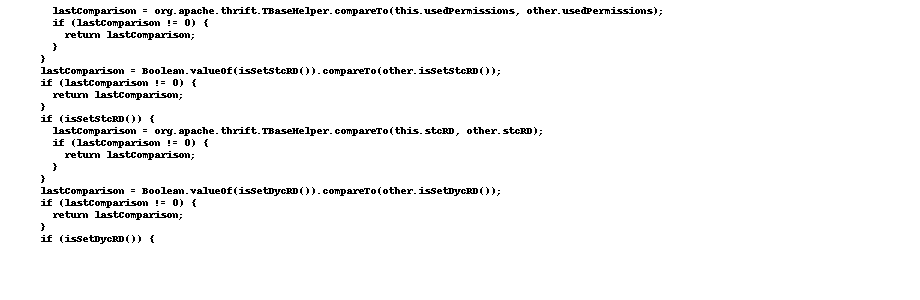 lastComparison = org.apache.thrift.TBaseHelper.compareTo(this.usedPermissions, other.usedPermissions);
      if (lastComparison != 0) {
        return lastComparison;
      }
    }
    lastComparison = Boolean.valueOf(isSetStcRD()).compareTo(other.isSetStcRD());
    if (lastComparison != 0) {
      return lastComparison;
    }
    if (isSetStcRD()) {
      lastComparison = org.apache.thrift.TBaseHelper.compareTo(this.stcRD, other.stcRD);
      if (lastComparison != 0) {
        return lastComparison;
      }
    }
    lastComparison = Boolean.valueOf(isSetDycRD()).compareTo(other.isSetDycRD());
    if (lastComparison != 0) {
      return lastComparison;
    }
    if (isSetDycRD()) {